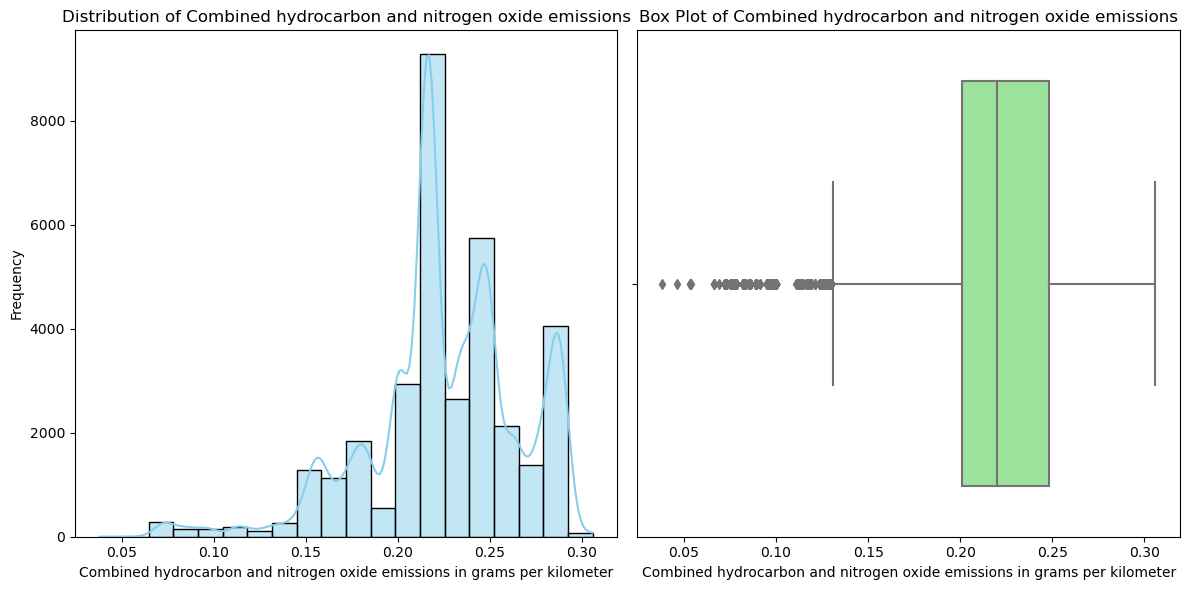 Distribution of Combined hydrocarbon and nitrogen oxide emissions
Frequency
8000
6000
4000
2000
0
0.05 0.10 0.15 0.20 0.25 0.30
Combined hydrocarbon and nitrogen oxide emissions in grams per kilometer
Box Plot of Combined hydrocarbon and nitrogen oxide emissions
0.05 0.10 0.15 0.20 0.25 0.30
Combined hydrocarbon and nitrogen oxide emissions in grams per kilometer